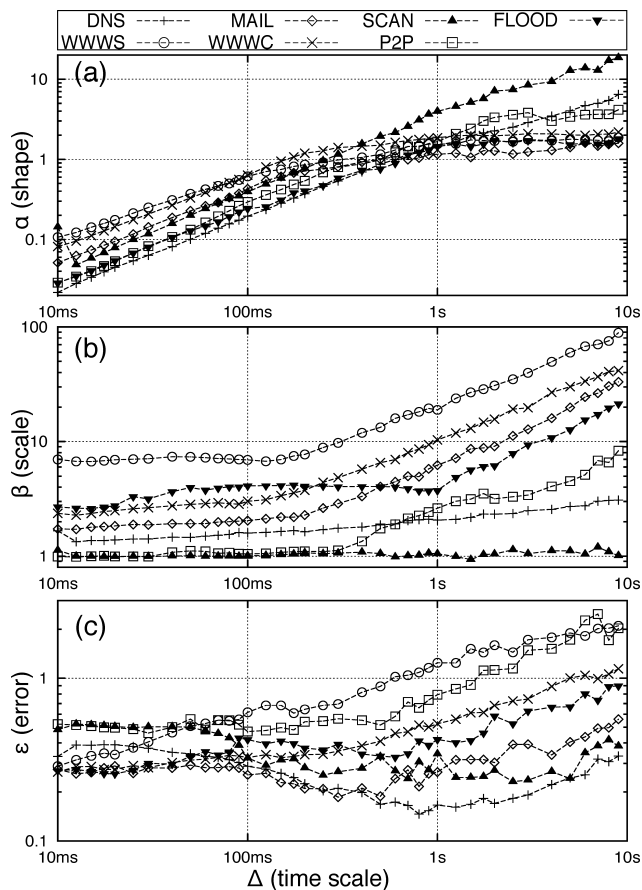 DNS MAIL SCAN FLOOD
WWWS WWWC P2P
(a)
α (shape)
10
1
0.1
10ms 100ms 1s 10s
(b)
β (scale)
100
10
1
10ms 100ms 1s 10s
(c)
ε (error)
1
0.1
10ms 100ms 1s 10s
Δ (time scale)